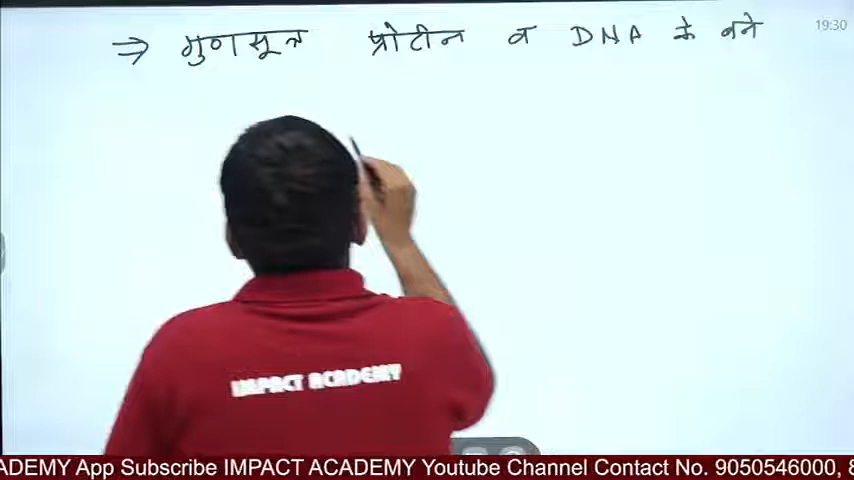 ⇒ गुणसूत्र प्रोटीन व DNA के बने
19:30
IMPACT ACADEMY
ADEMY App Subscribe IMPACT ACADEMY Youtube Channel Contact No. 9050546000, 8